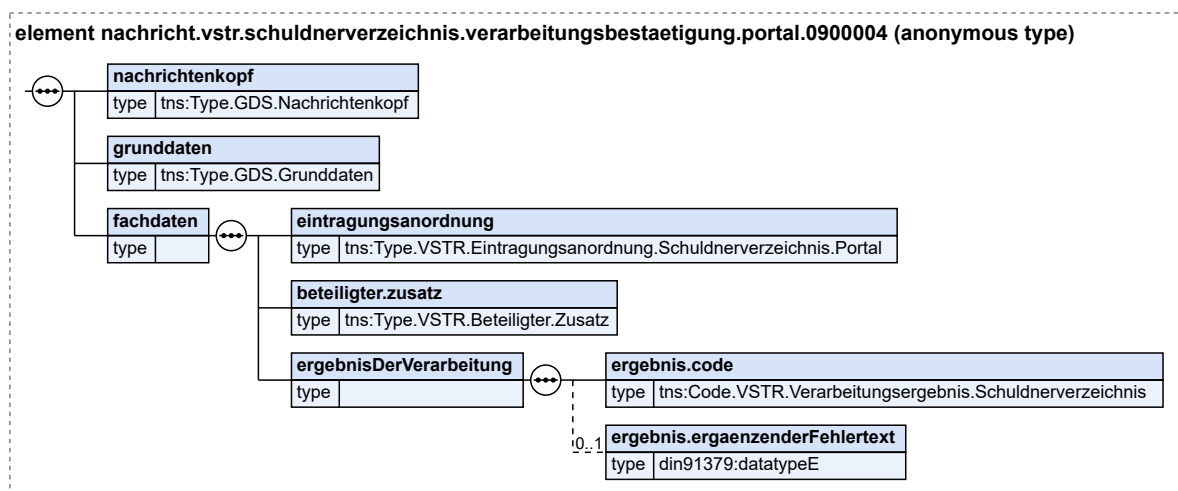 element nachricht.vstr.schuldnerverzeichnis.verarbeitungsbestaetigung.portal.0900004 (anonymous type)
nachrichtenkopf
type tns:Type.GDS.Nachrichtenkopf
grunddaten
type tns:Type.GDS.Grunddaten
fachdaten
type
eintragungsanordnung
type tns:Type.VSTR.Eintragungsanordnung.Schuldnerverzeichnis.Portal
beteiligter.zusatz
type tns:Type.VSTR.Beteiligter.Zusatz
ergebnisDerVerarbeitung
type
ergebnis.code
type tns:Code.VSTR.Verarbeitungsergebnis.Schuldnerverzeichnis
0..1
ergebnis.ergaenzenderFehlertext
type din91379:datatypeE